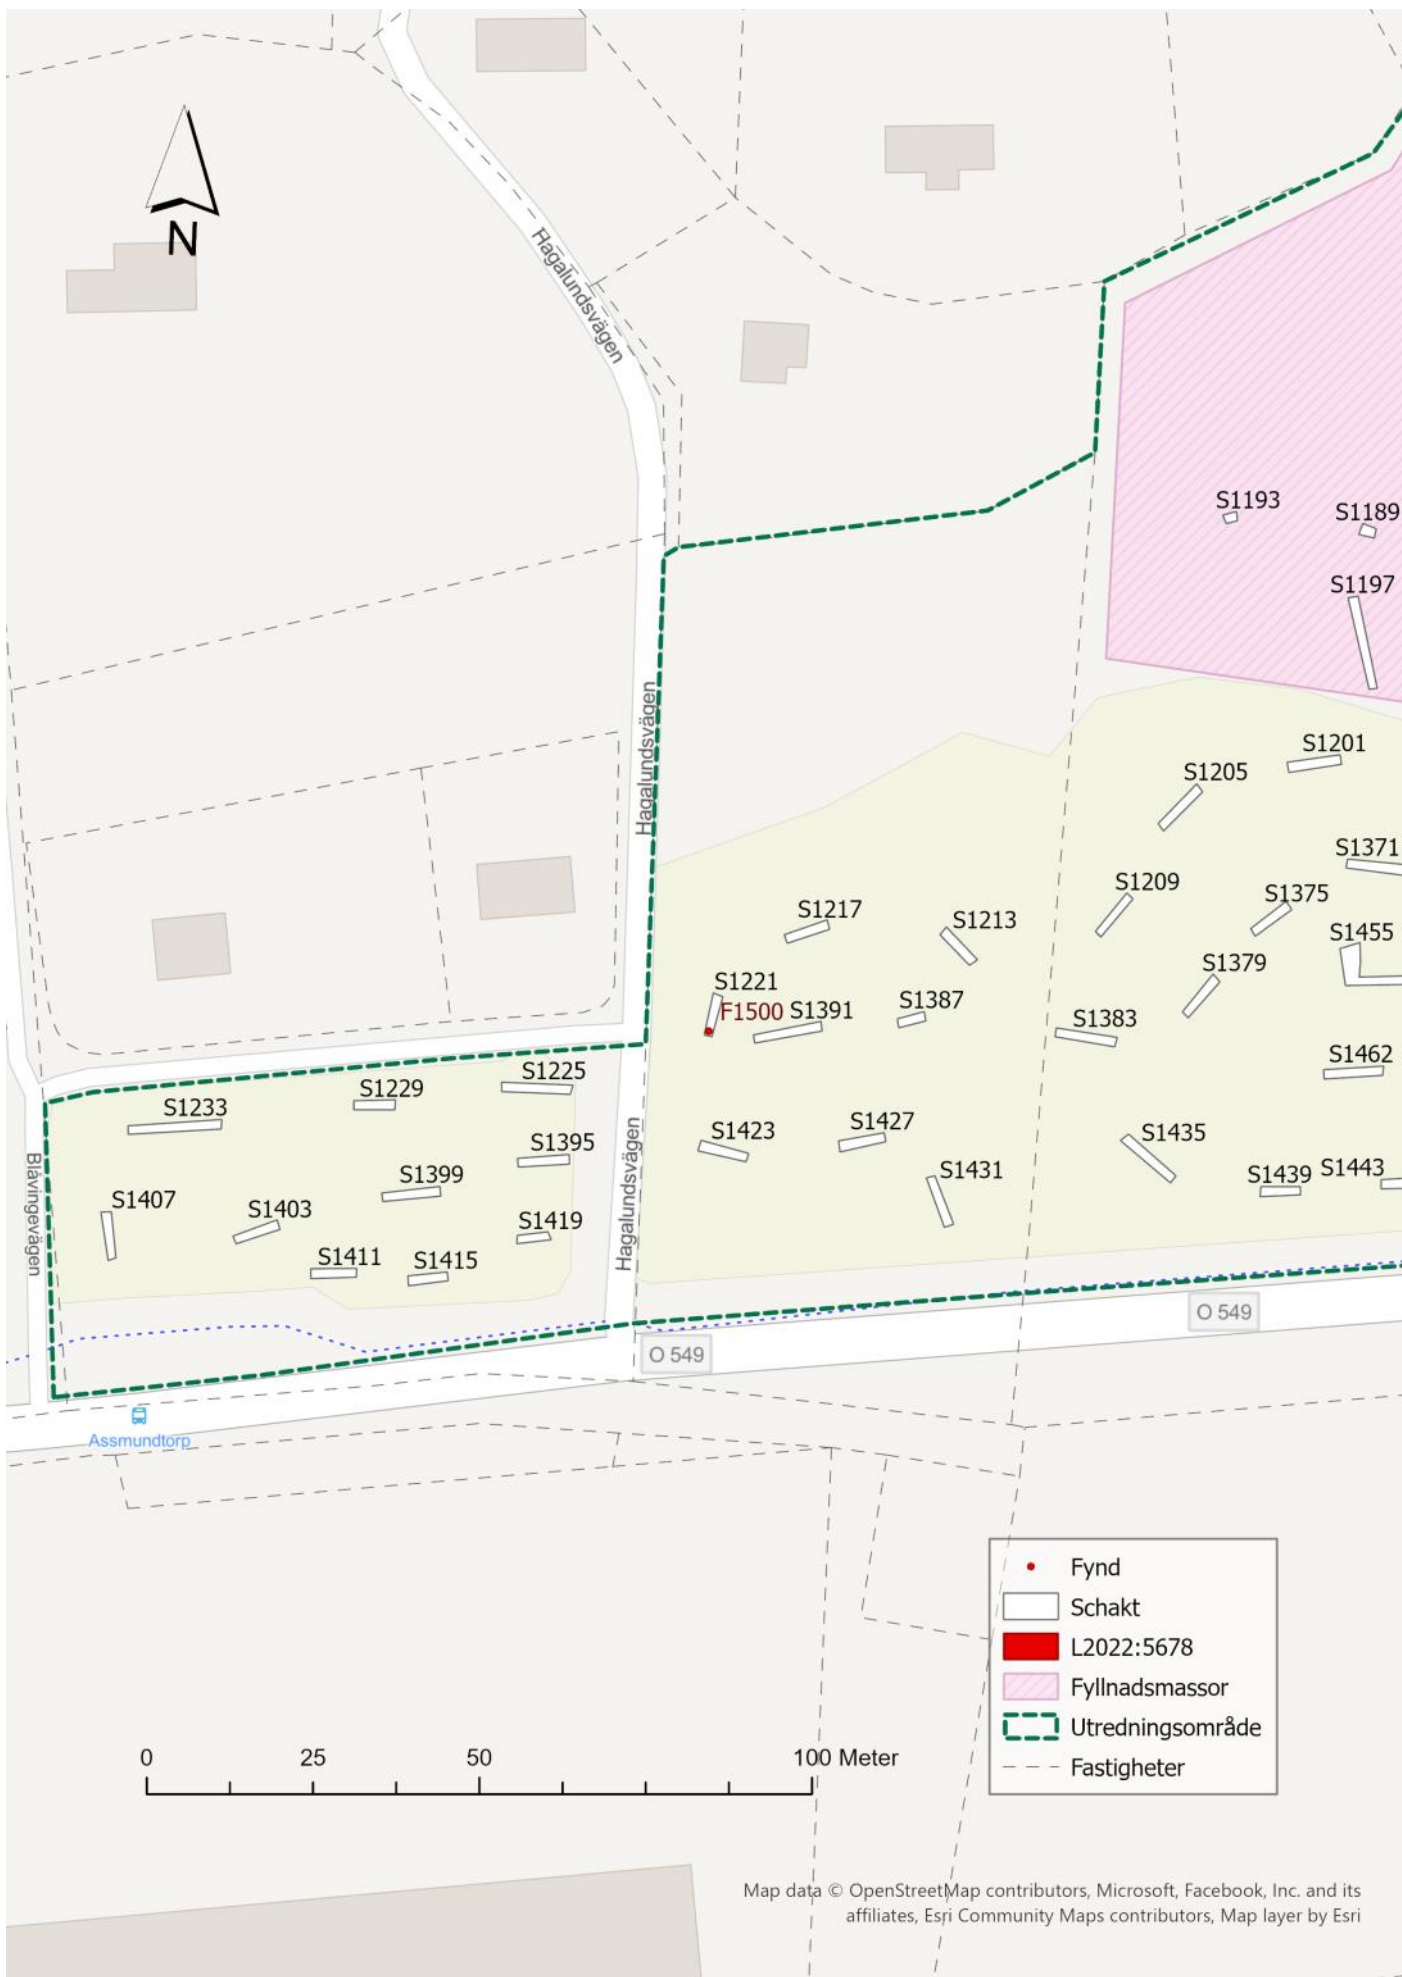 N
Hagalundsvägen
S1193
S1189
S1197
Hagalundsvägen
S1201
S1205
S1371
S1209
S1375
S1217
S1213
S1455
S1379
S1221
F1500
S1391
S1387
S1383
S1462
S1225
S1229
S1233
S1423
S1427
S1435
S1395
S1431
S1439
S1443
S1399
S1407
S1403
S1419
S1411
S1415
Blåvingevägen
Hagalundsvägen
O 549
O 549
Assmundtorp
Fynd
Schakt
L2022:5678
Fyllnadsmassor
Utredningsområde
Fastigheter
0 25 50 100 Meter
Map data © OpenStreetMap contributors, Microsoft, Facebook, Inc. and its
affiliates, Esri Community Maps contributors, Map layer by Esri